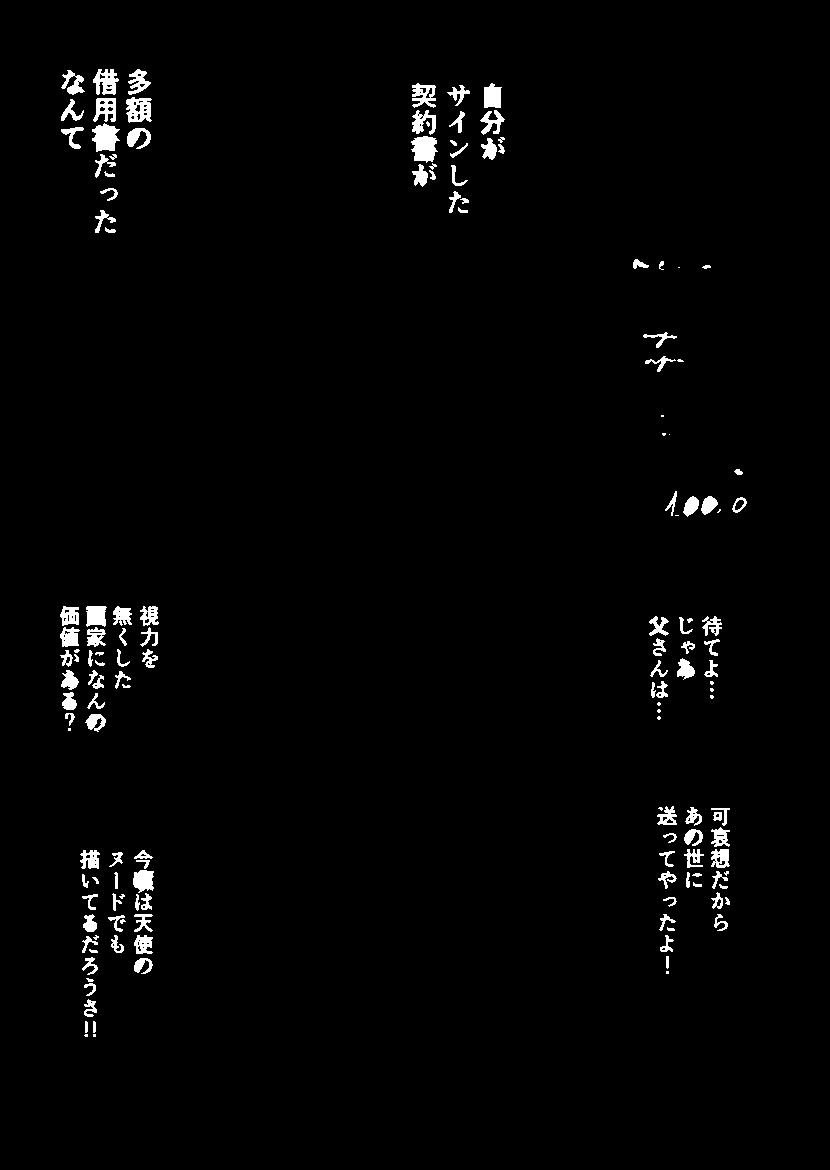 自分が
サインした
契約書が
多額の
借用書だった
なんて
100.0
待てよ…
じゃあ
父さんは…
視力を
無くした
画家になんの
価値がある?
可哀想だから
あの世に
送ってやったよ!
今頃は天使の
ヌードでも
描いてるだろうさ!!